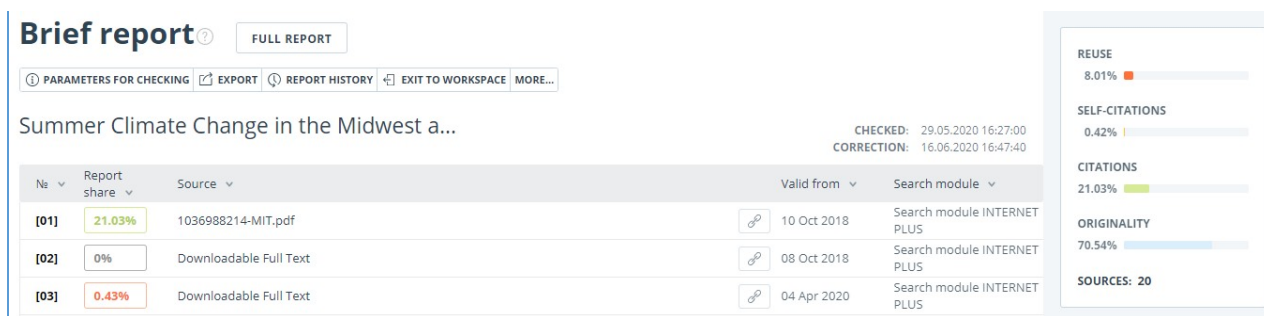 Brief report ? FULL REPORT
PARAMETERS FOR CHECKING EXPORT REPORT HISTORY EXIT TO WORKSPACE MORE...
Summer Climate Change in the Midwest a...
CHECKED: 29.05.2020 16:27:00
CORRECTION: 16.06.2020 16:47:40
№ Report share Source Valid from Search module
[01] 21.03% 1036988214-MIT.pdf 10 Oct 2018 Search module INTERNET PLUS
[02] 0% Downloadable Full Text 08 Oct 2018 Search module INTERNET PLUS
[03] 0.43% Downloadable Full Text 04 Apr 2020 Search module INTERNET PLUS
REUSE
8.01%
SELF-CITATIONS
0.42%
CITATIONS
21.03%
ORIGINALITY
70.54%
SOURCES: 20